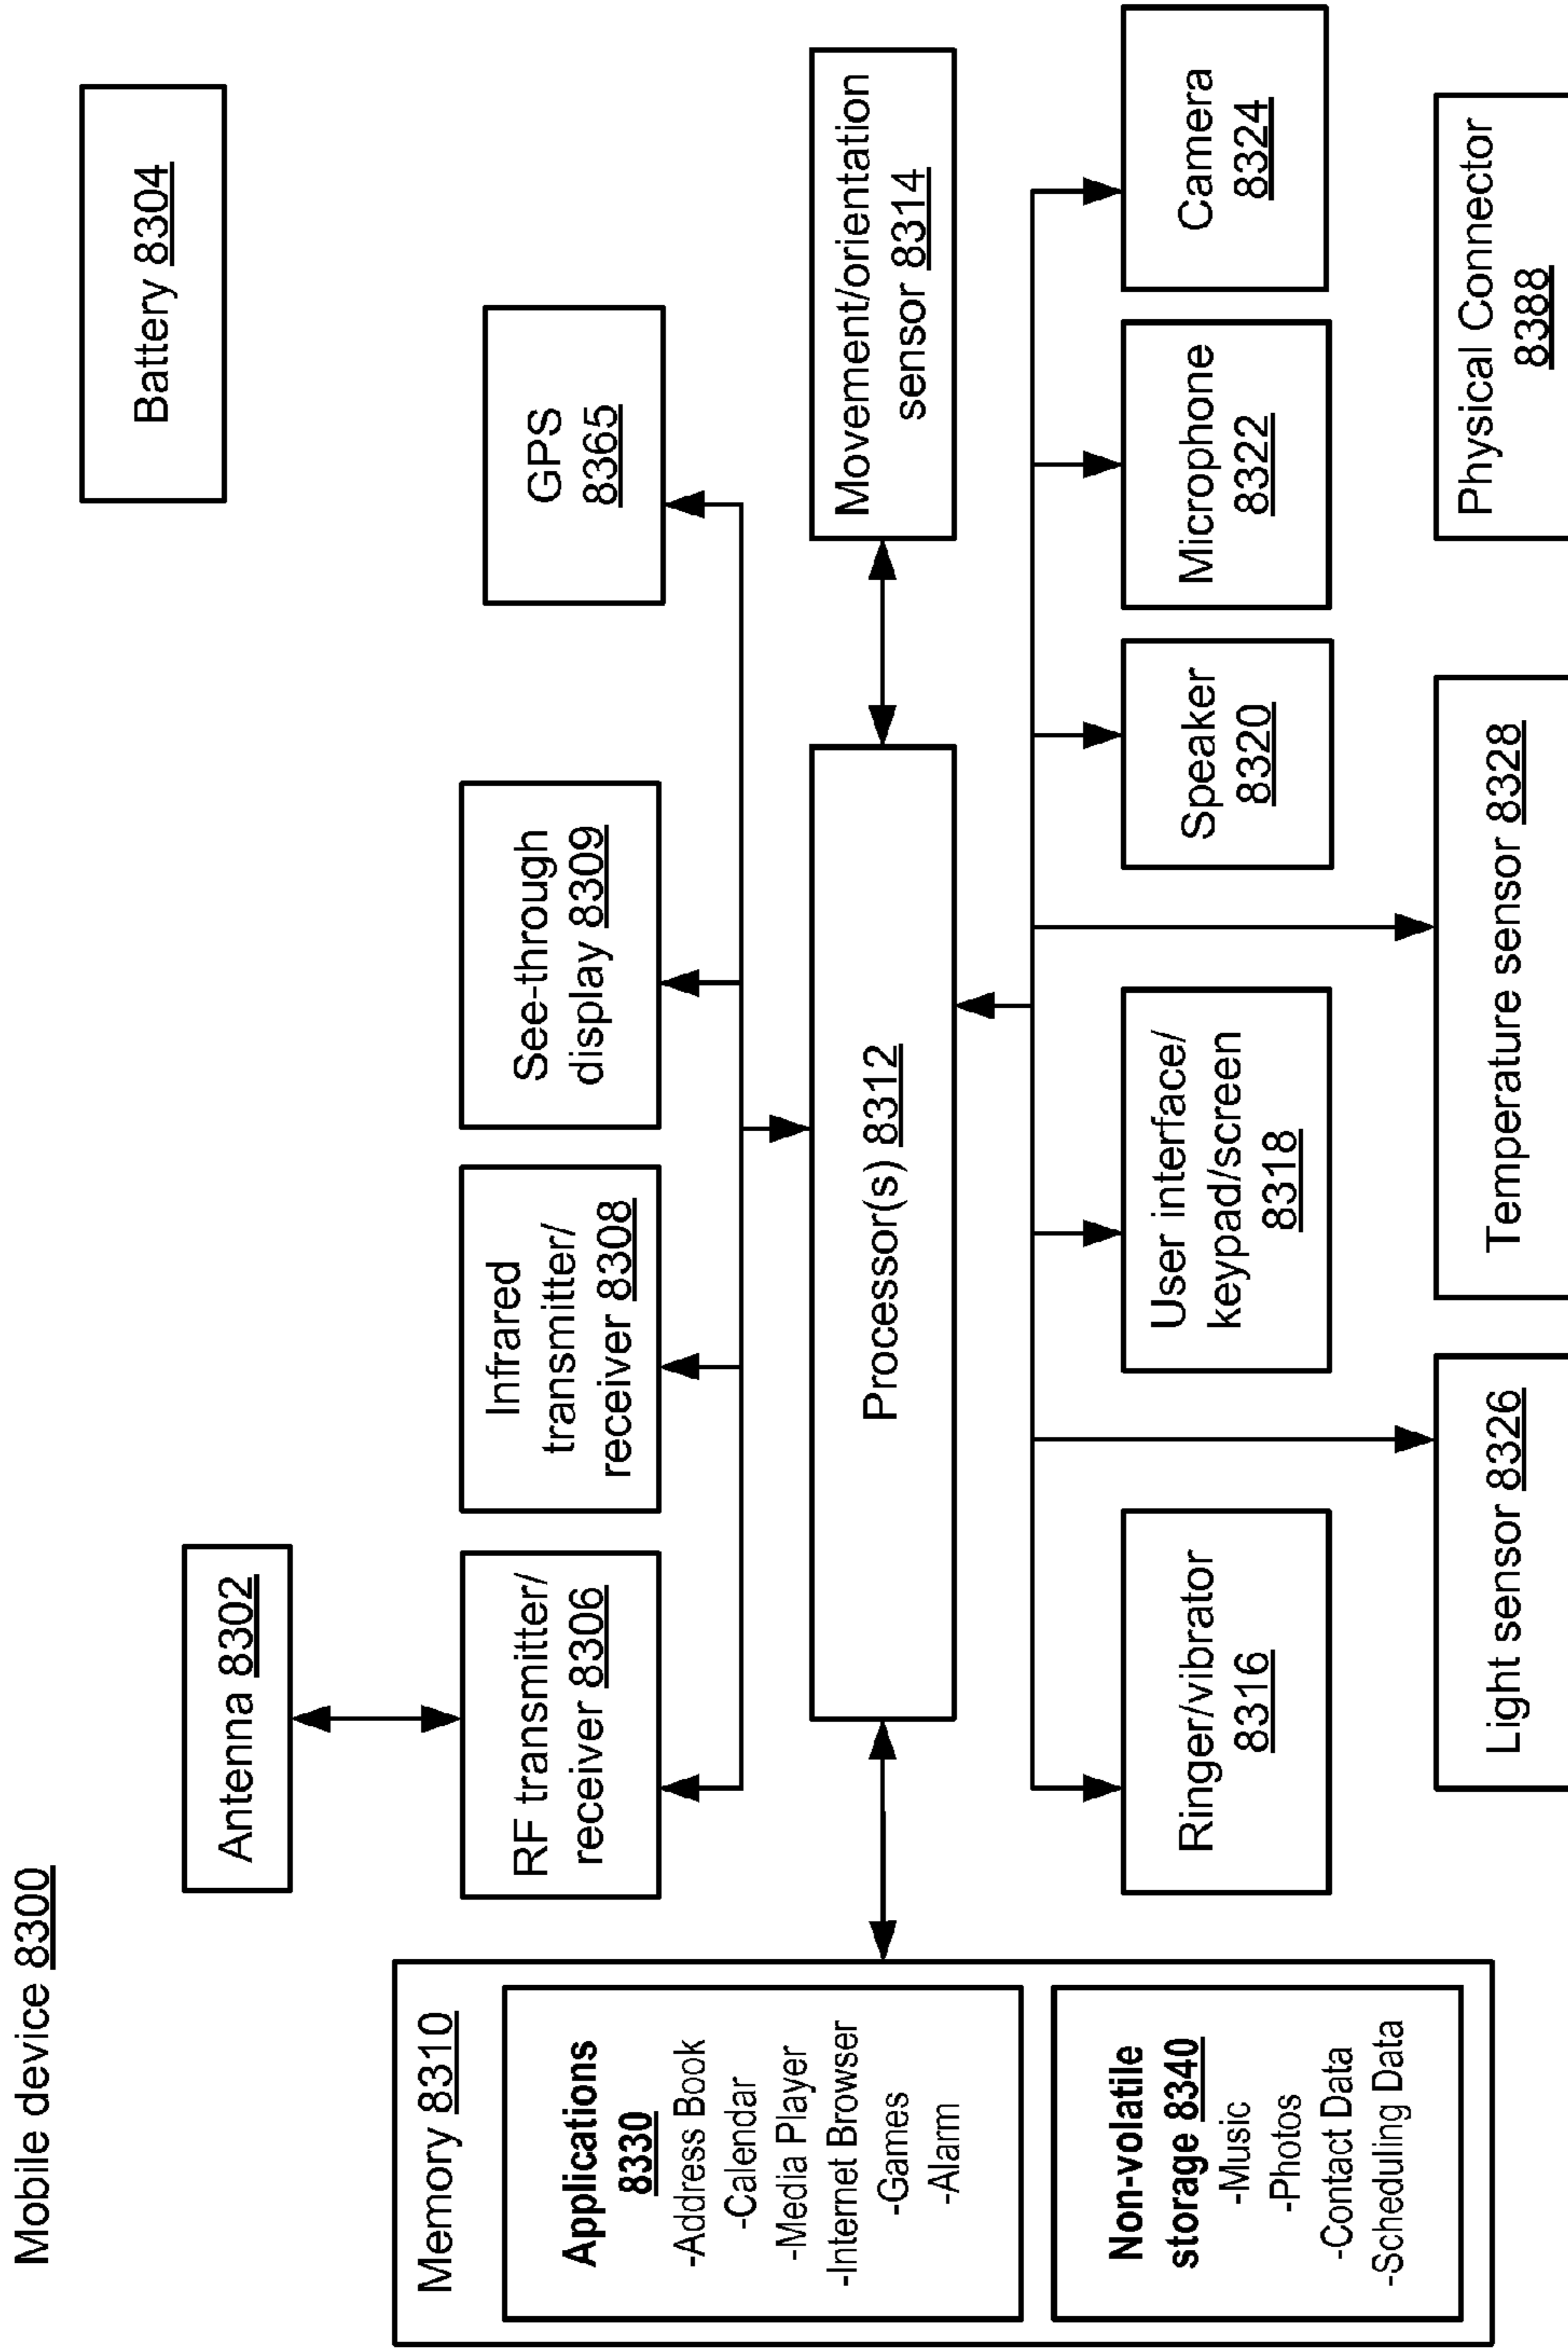 Mobile device 8300
Antenna 8302
Battery 8304
Memory 8310
Applications
8330
-Address Book
-Calendar
-Media Player
-Internet Browser
-Games
-Alarm
Non-volatile
storage 8340
-Music
-Photos
-Contact Data
-Scheduling Data
RF transmitter/
receiver 8306
Infrared
transmitter/
receiver 8308
See-through
display 8309
GPS
8365
Processor(s) 8312
Movement/orientation
sensor 8314
Ringer/vibrator
8316
User interface/
keypad/screen
8318
Speaker
8320
Microphone
8322
Camera
8324
Light sensor 8326
Temperature sensor 8328
Physical Connector
8388